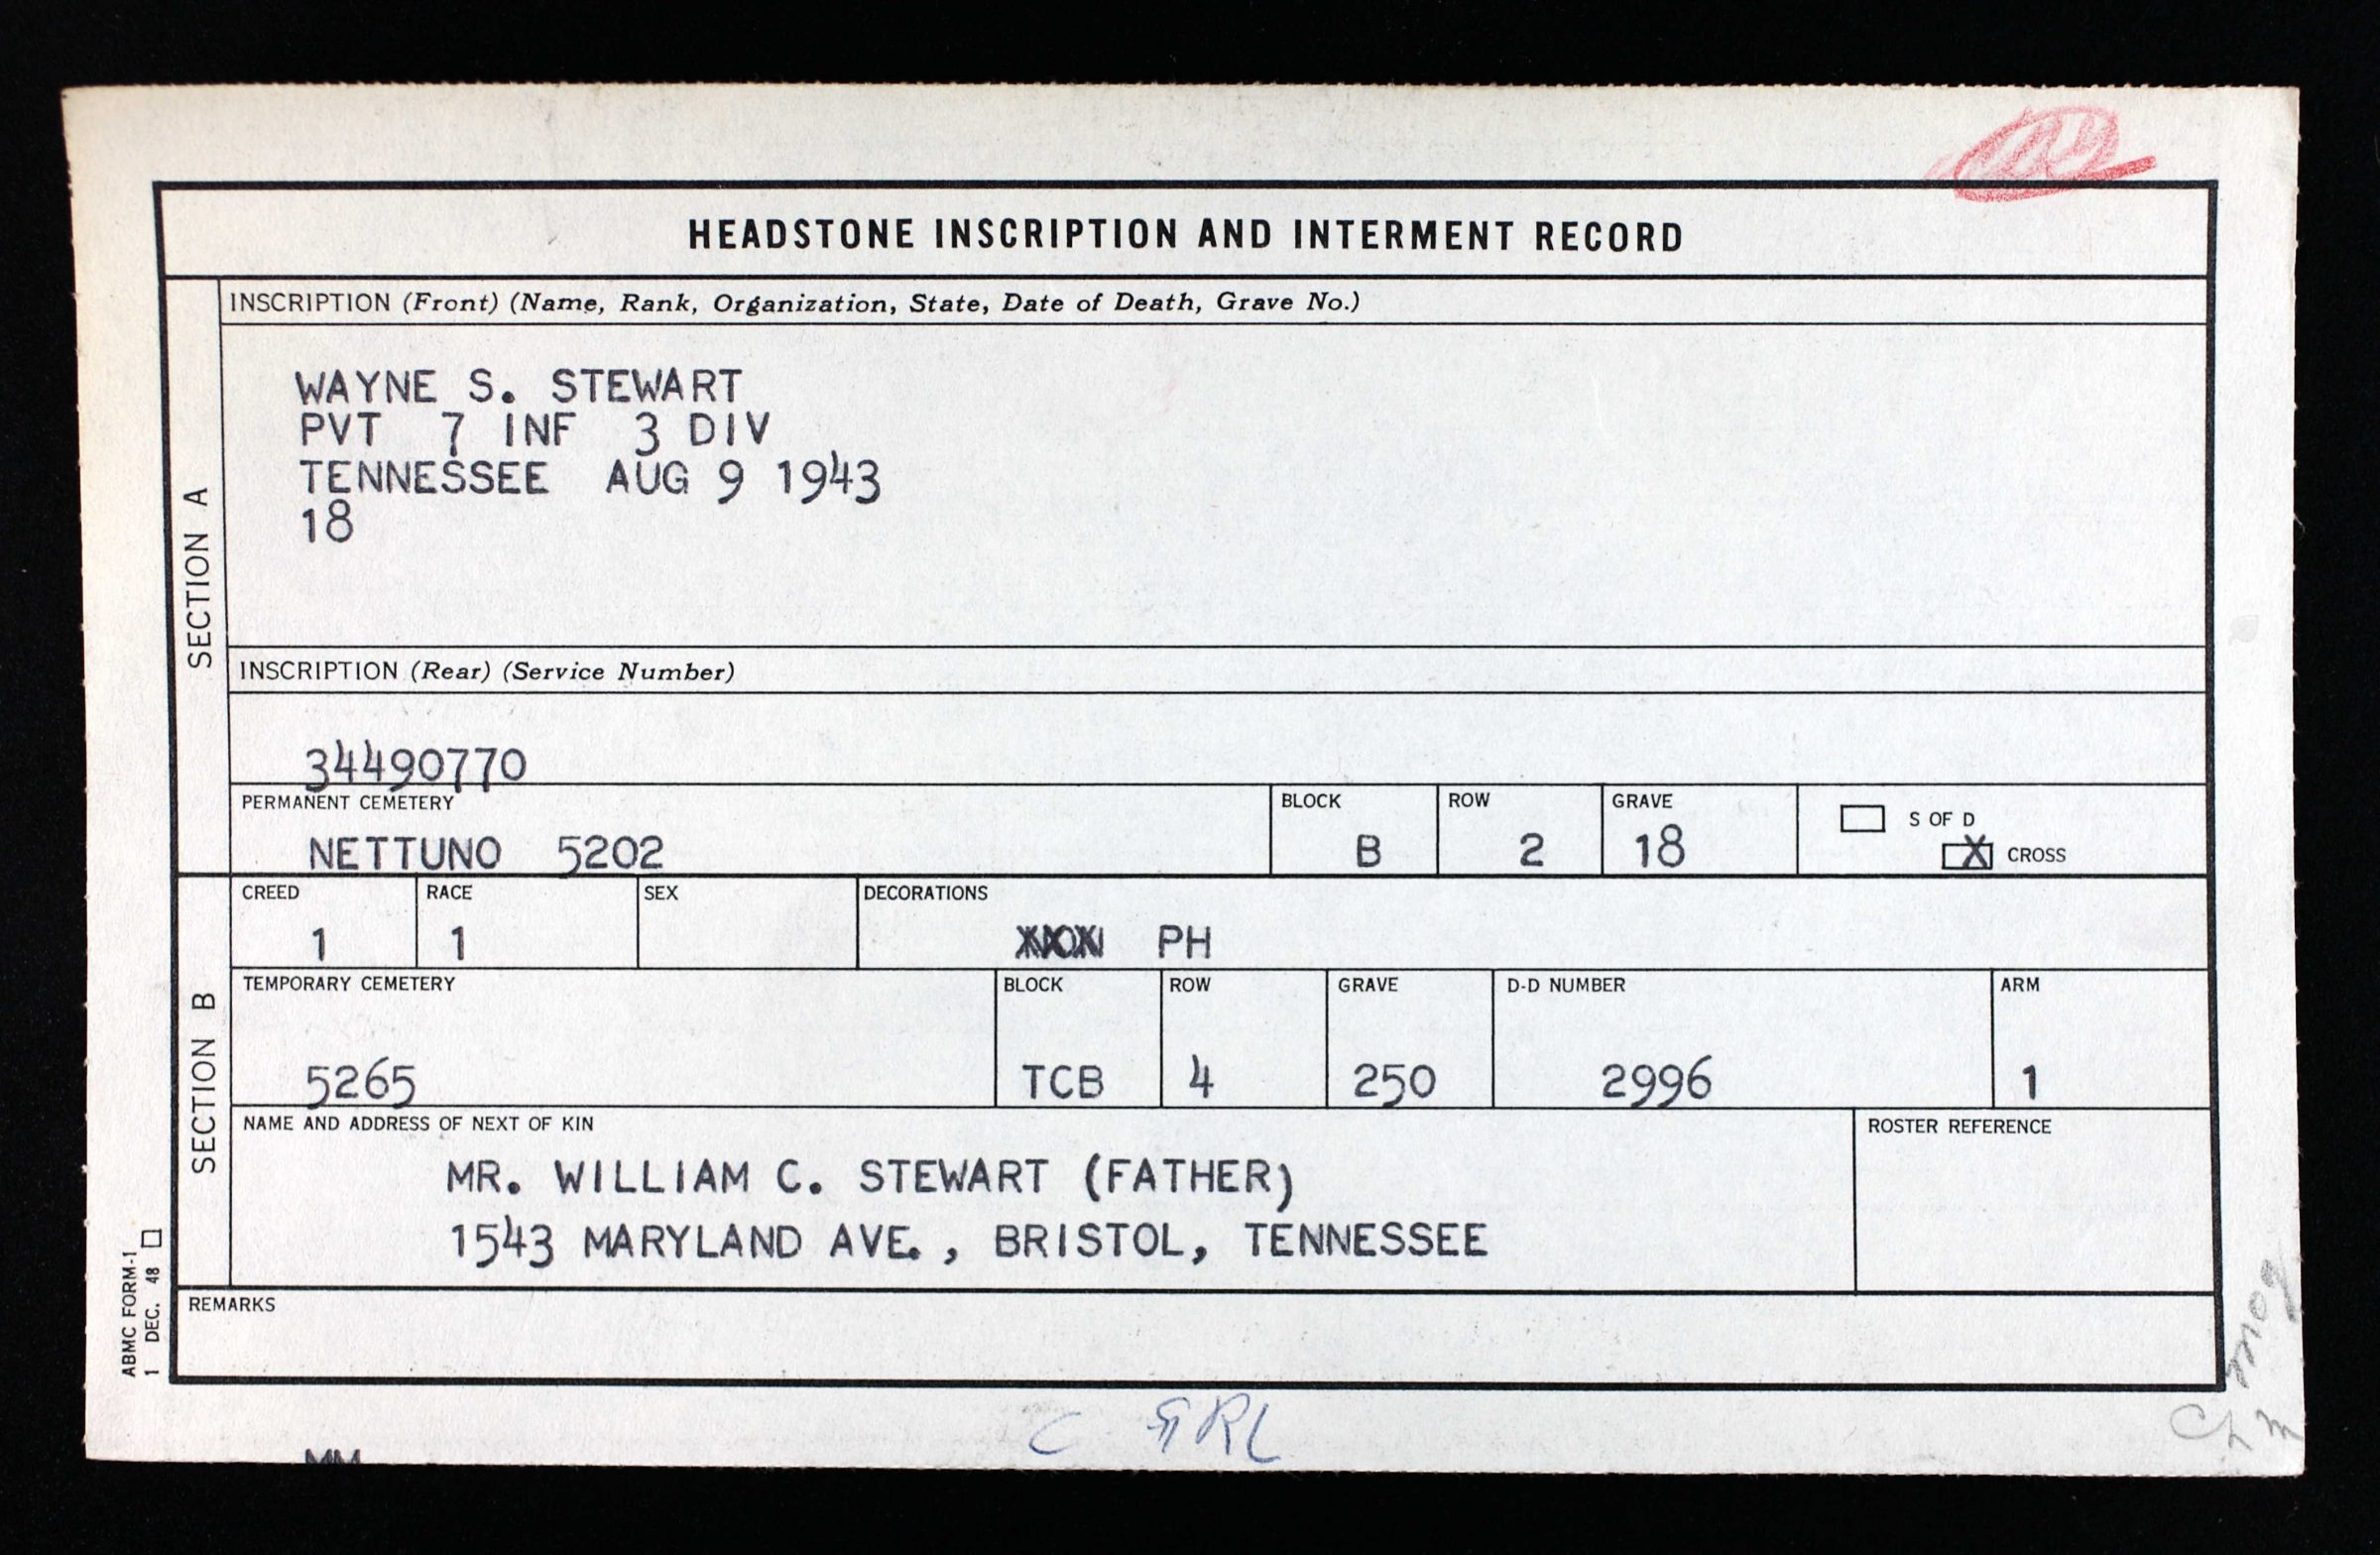 HEADSTONE INSCRIPTION AND INTERMENT RECORD
SECTION A
INSCRIPTION (Front) (Name, Rank, Organization, State, Date of Death, Grave No.)
WAYNE S. STEWART
PVT 7 INF 3 DIV
TENNESSEE AUG 9 1943
18
INSCRIPTION (Rear) (Service Number)
34490770
PERMANENT CEMETERY BLOCK ROW GRAVE
NETTUNO 5202 B 2 18
S OF D
X CROSS
SECTION B
CREED RACE SEX DECORATIONS
1 1 PH
TEMPORARY CEMETERY BLOCK ROW GRAVE D-D NUMBER ARM
5265 TCB 4 250 2996 1
NAME AND ADDRESS OF NEXT OF KIN ROSTER REFERENCE
MR. WILLIAM C. STEWART (FATHER)
1543 MARYLAND AVE., BRISTOL, TENNESSEE
REMARKS
ABMC FORM-1
1 DEC. 48
C